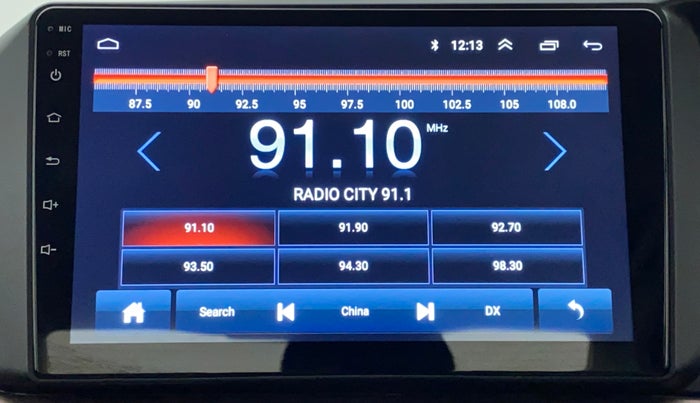 MIC
RST
12:13
87.5 90 92.5 95 97.5 100 102.5 105 108.0
91.10 MHz
RADIO CITY 91.1
91.10 91.90 92.70
93.50 94.30 98.30
Search China DX